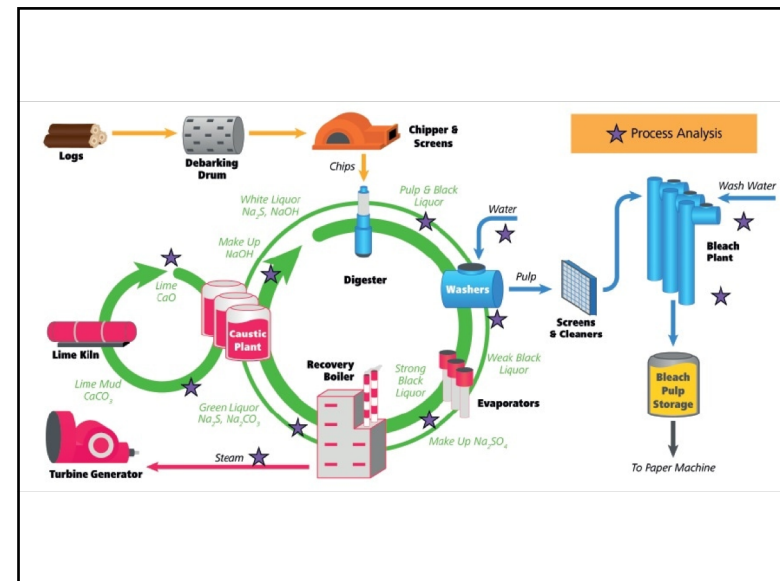 Logs
Debarking
Drum
Chipper &
Screens
Process Analysis
Chips
White Liquor
Na₂S, NaOH
Pulp & Black
Liquor
Water
Wash Water
Make Up
NaOH
Bleach
Plant
Lime
CaO
Digester
Washers
Pulp
Screens
& Cleaners
Lime Kiln
Caustic
Plant
Recovery
Boiler
Strong
Black
Liquor
Weak Black
Liquor
Evaporators
Lime Mud
CaCO₃
Green Liquor
Na₂S, Na₂CO₃
Make Up Na₂SO₄
Bleach
Pulp
Storage
Steam
Turbine Generator
To Paper Machine